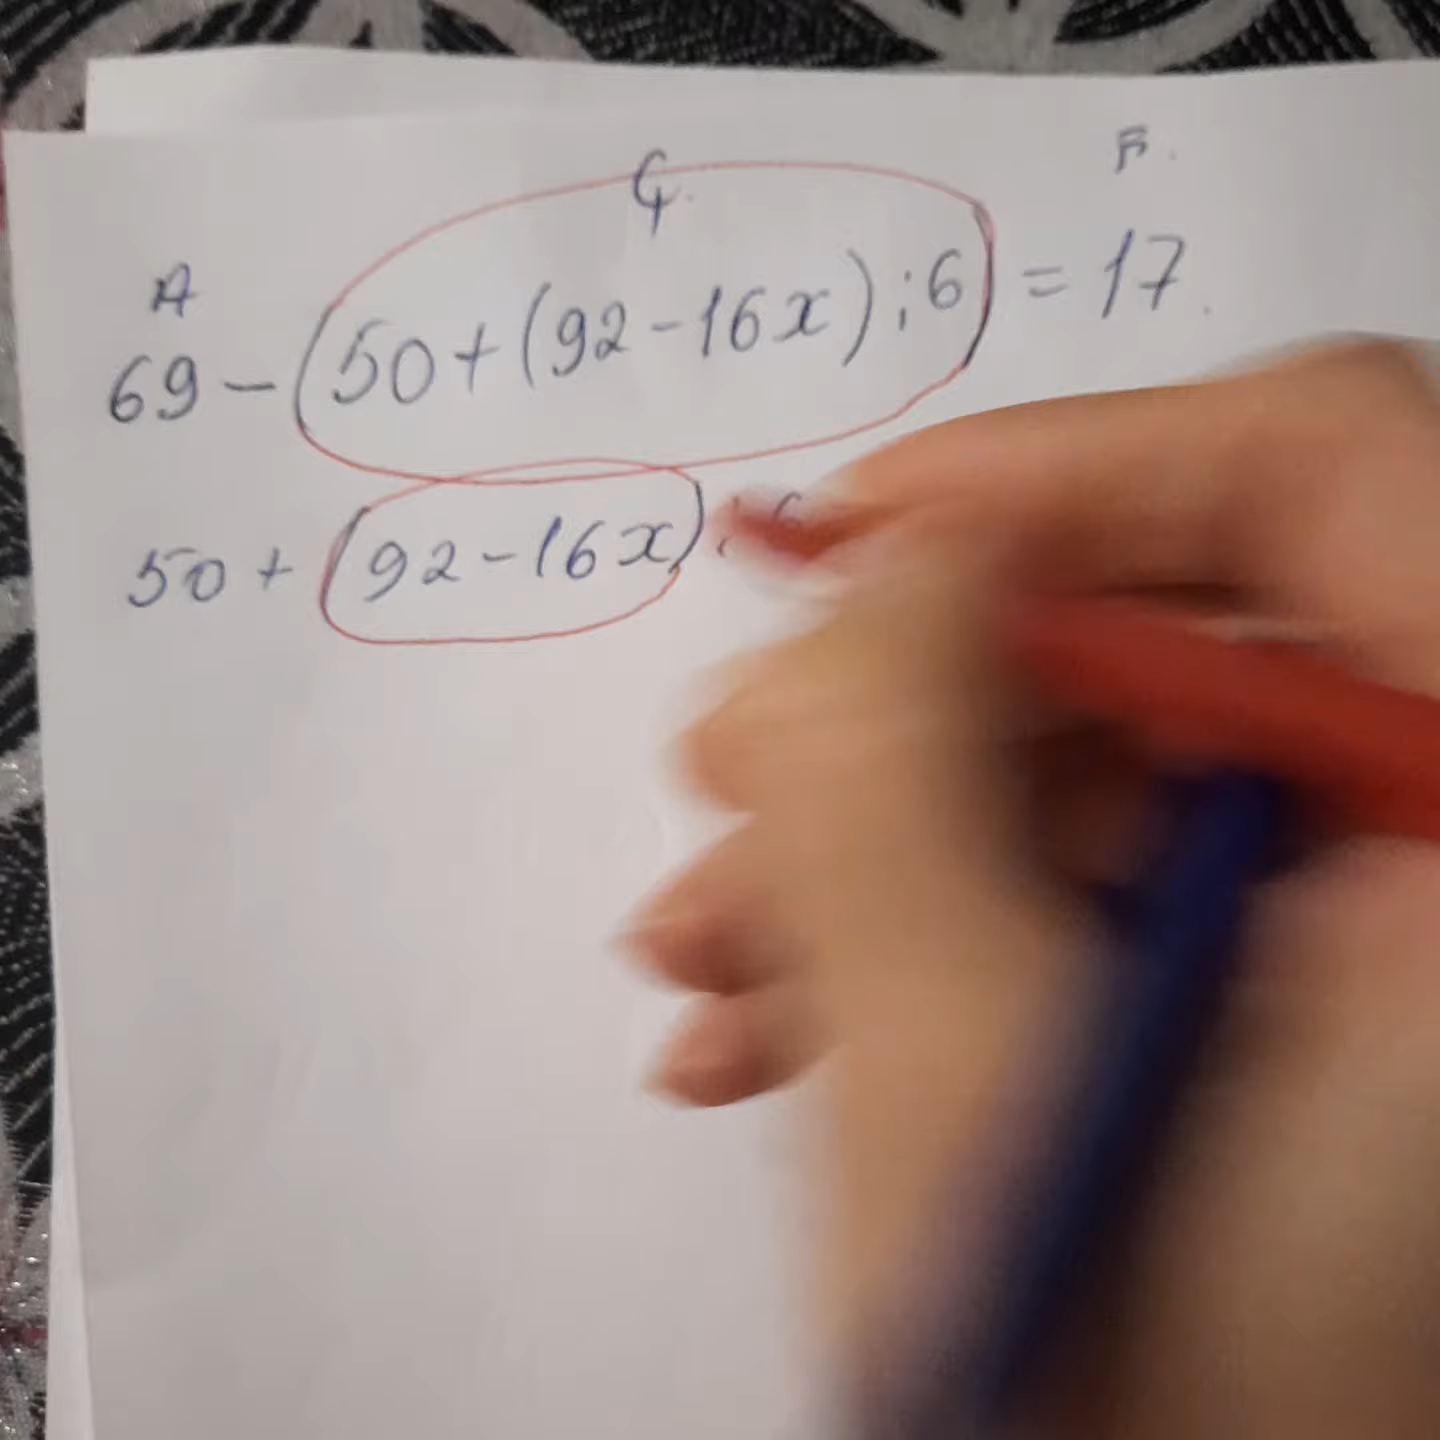 A Ç. F.
69 - (50 + (92 - 16x) : 6) = 17.
50 + (92 - 16x) :